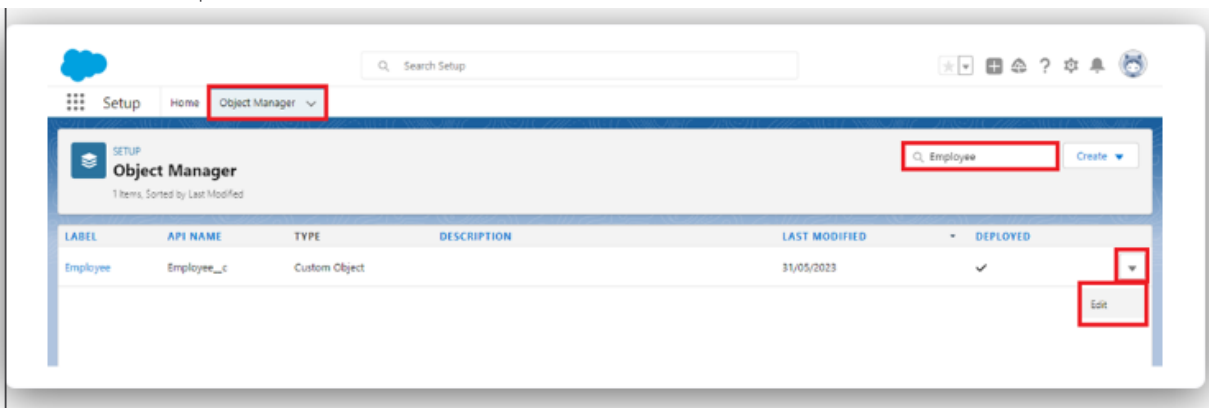 Search Setup
Setup Home Object Manager
SETUP
Object Manager
1 Items, Sorted by Last Modified
Employee
Create
LABEL API NAME TYPE DESCRIPTION LAST MODIFIED DEPLOYED
Employee Employee__c Custom Object 31/05/2023
Edit